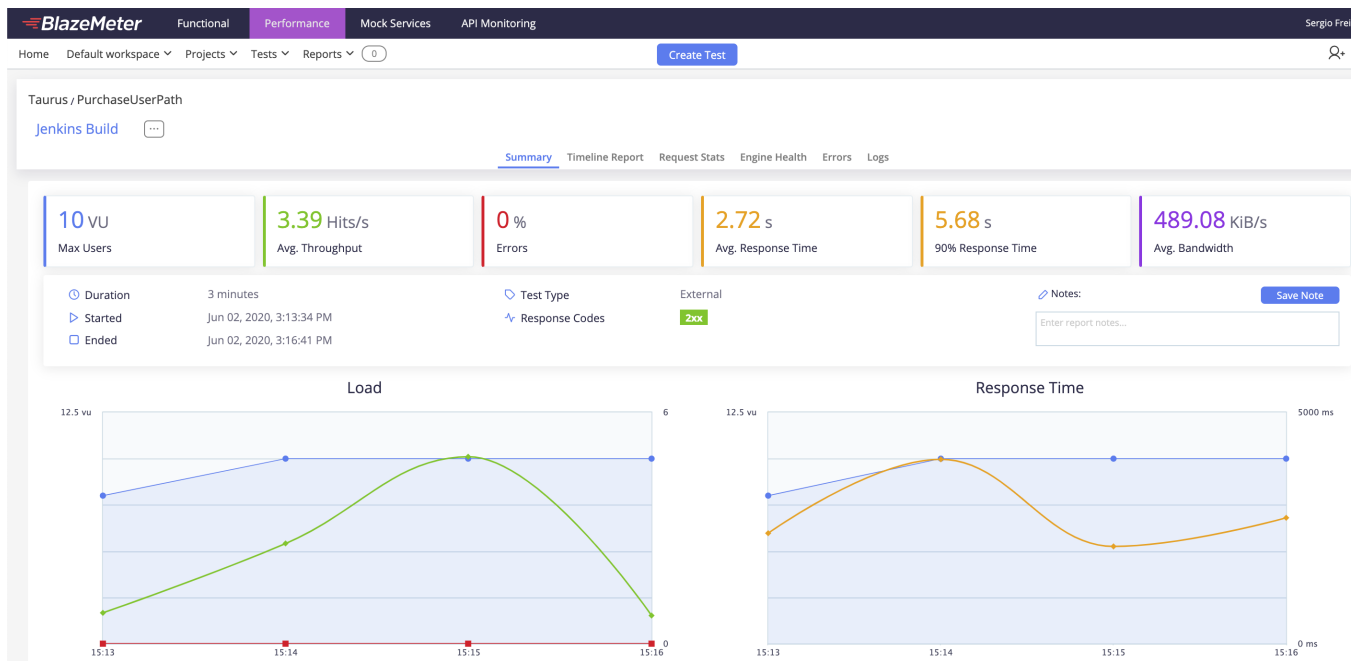 BlazeMeter Functional Performance Mock Services API Monitoring Sergio Frei
Home Default workspace Projects Tests Reports 0 Create Test
Taurus / PurchaseUserPath
Jenkins Build ...
Summary Timeline Report Request Stats Engine Health Errors Logs
10 VU 3.39 Hits/s 0 % 2.72 s 5.68 s 489.08 KiB/s
Max Users Avg. Throughput Errors Avg. Response Time 90% Response Time Avg. Bandwidth
Duration 3 minutes Test Type External Notes: Save Note
Started Jun 02, 2020, 3:13:34 PM Response Codes 2xx Enter report notes...
Ended Jun 02, 2020, 3:16:41 PM
Load Response Time
12.5 vu 6 12.5 vu 5000 ms
0 0 ms
15:13 15:14 15:15 15:16 15:13 15:14 15:15 15:16